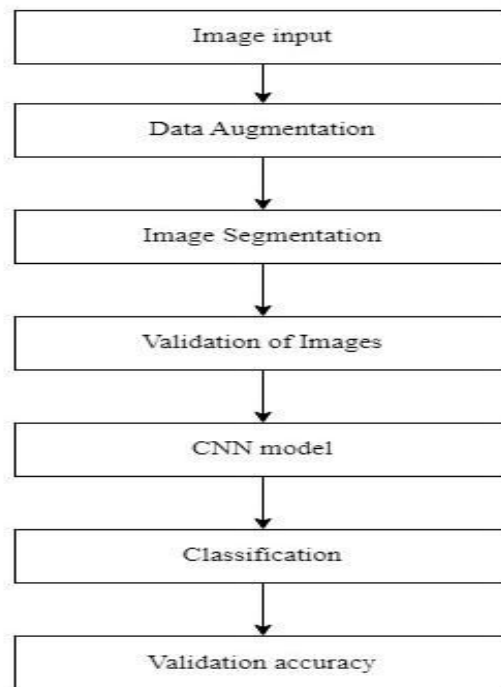 Image input
Data Augmentation
Image Segmentation
Validation of Images
CNN model
Classification
Validation accuracy